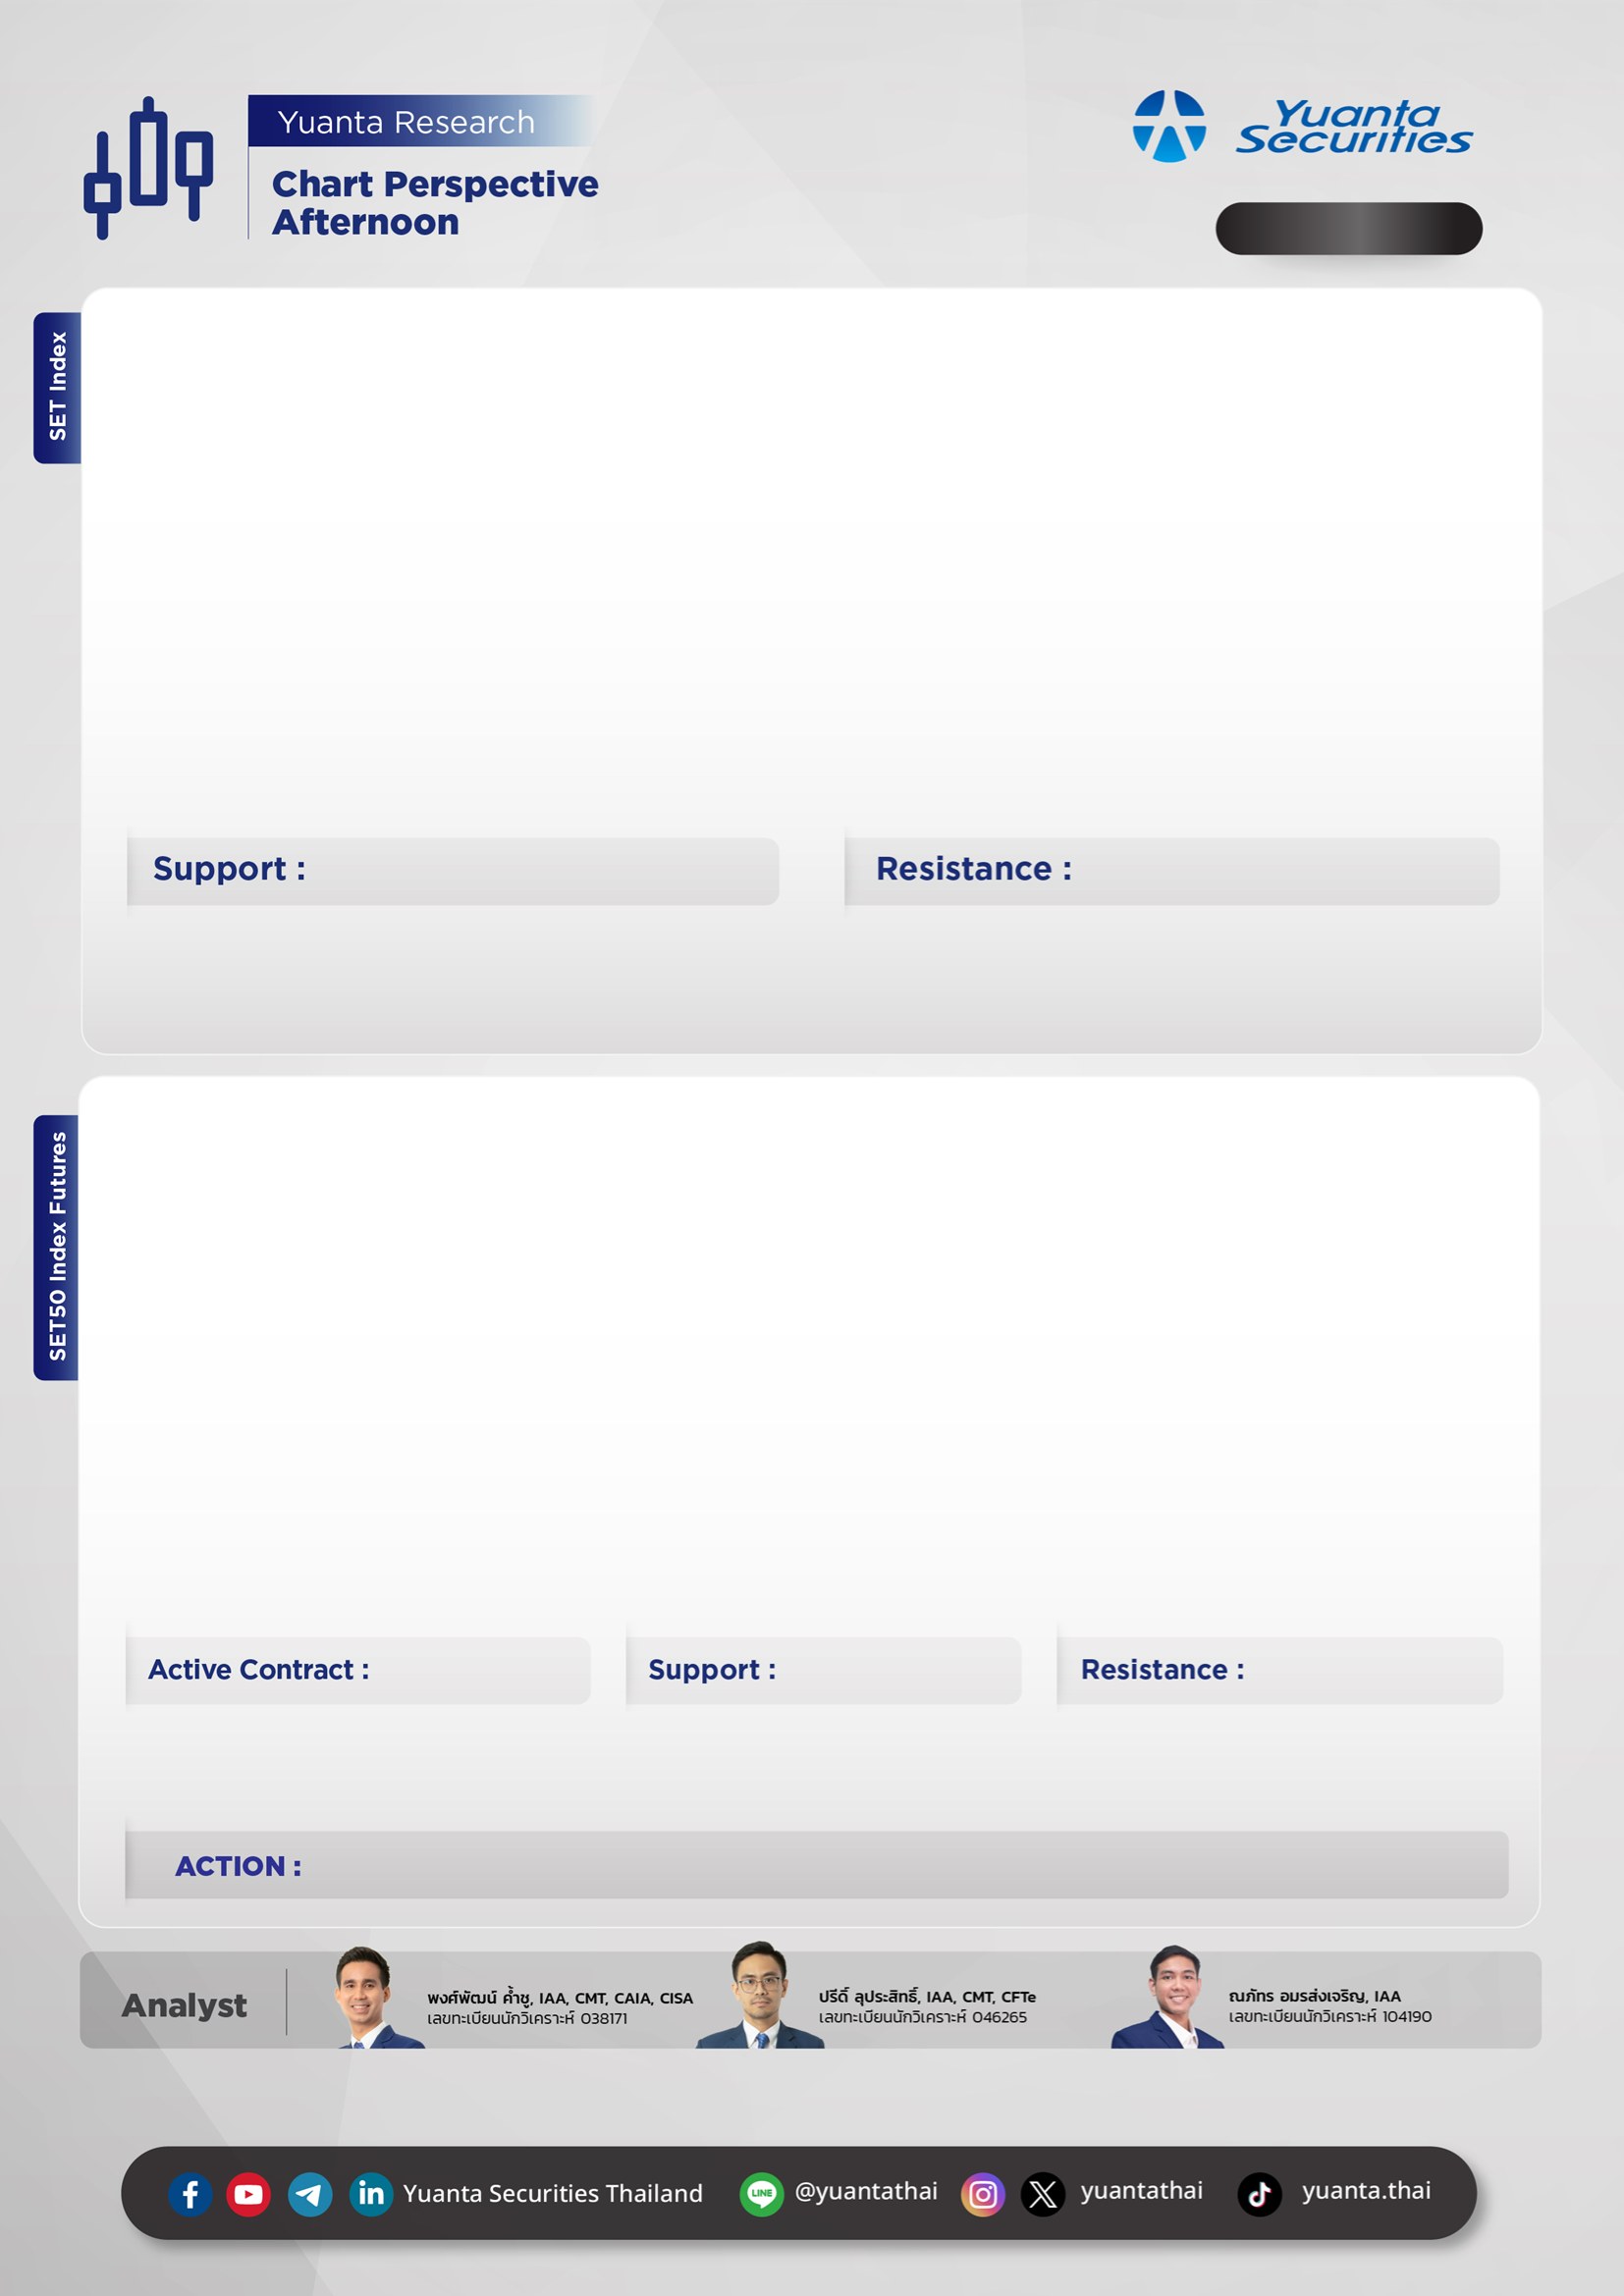 Yuanta Research
Chart Perspective
Afternoon
Yuanta
Securities
SET Index
Support :
Resistance :
SET50 Index Futures
Active Contract :
Support :
Resistance :
ACTION :
Analyst
พงศ์พัฒน์ ค้ำชู, IAA, CMT, CAIA, CISA
เลขทะเบียนนักวิเคราะห์ 038171
ปรีดิ์ ลุประสิทธิ์, IAA, CMT, CFTe
เลขทะเบียนนักวิเคราะห์ 046265
ณภัทร อมรส่งเจริญ, IAA
เลขทะเบียนนักวิเคราะห์ 104190
Yuanta Securities Thailand
LINE
@yuantathai
yuantathai
yuanta.thai